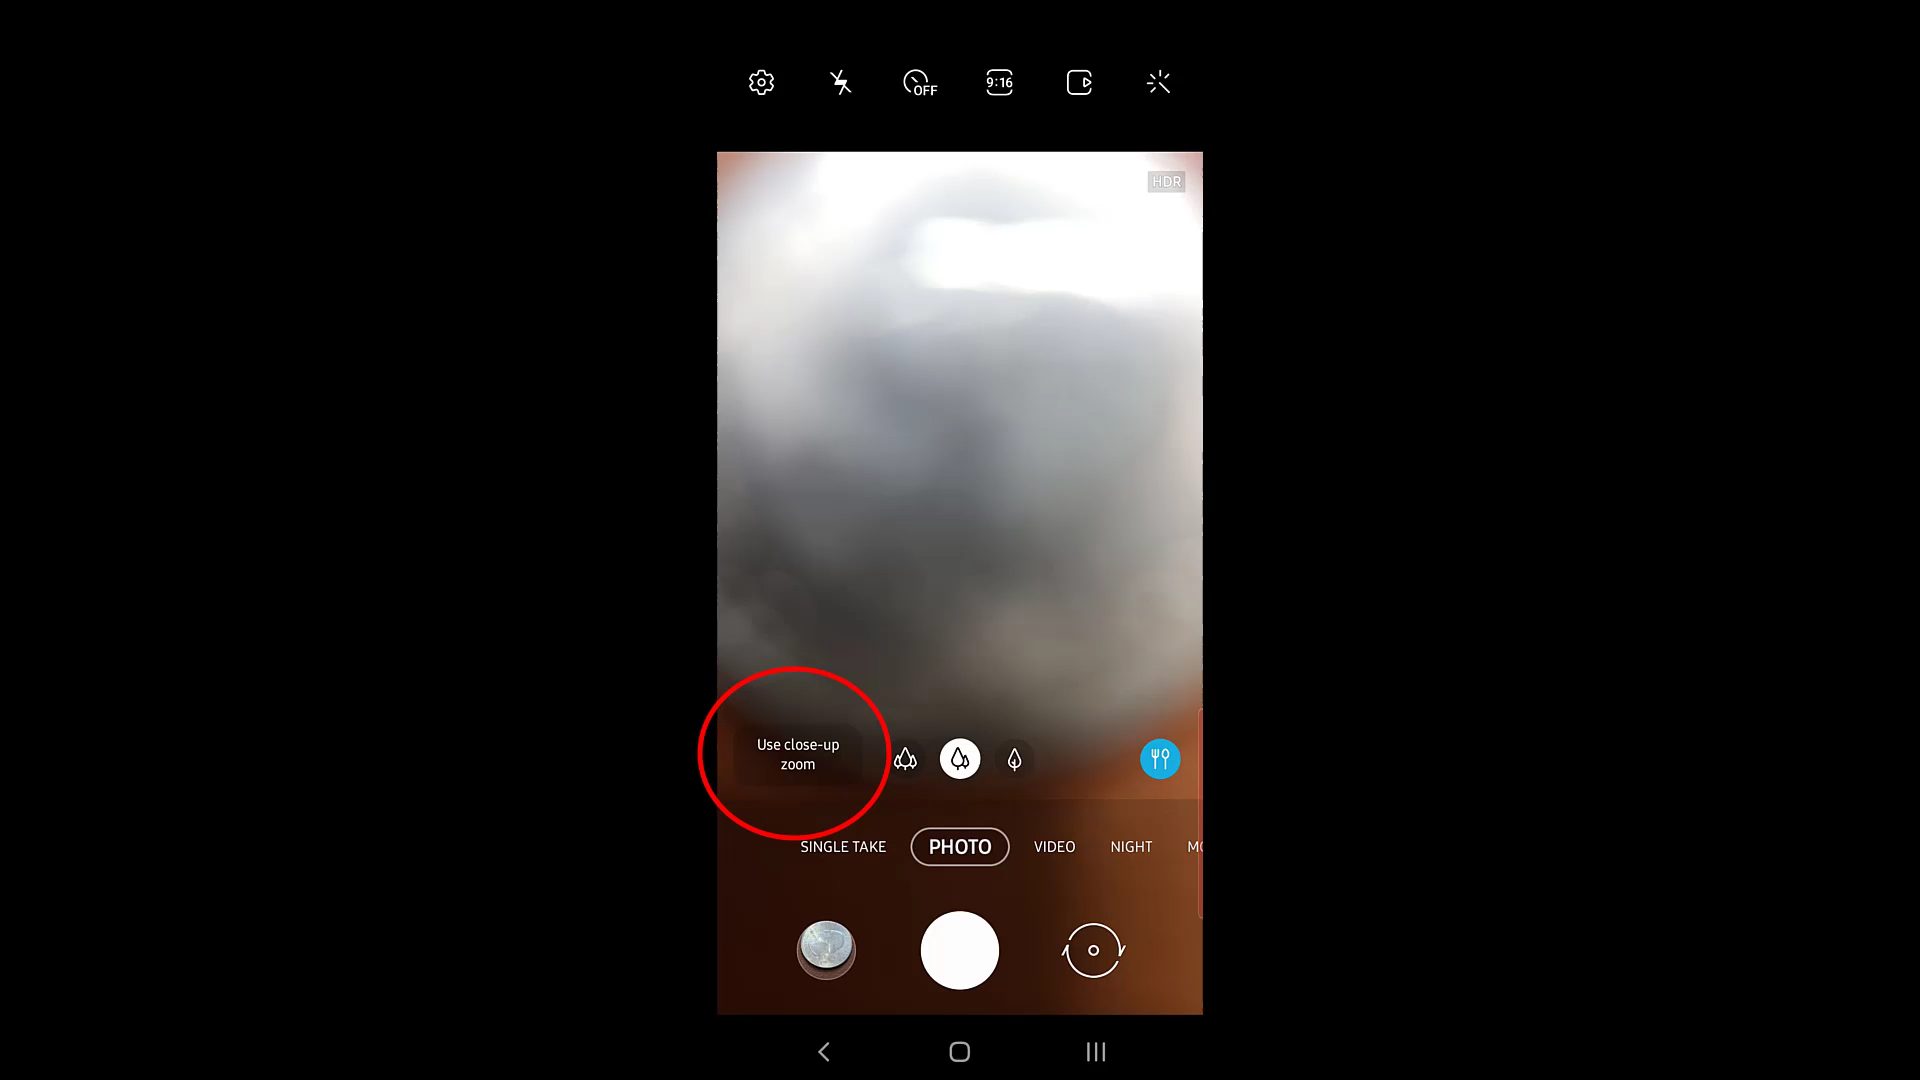 OFF
9:16
HDR
Use close-up
zoom
SINGLE TAKE
PHOTO
VIDEO
NIGHT